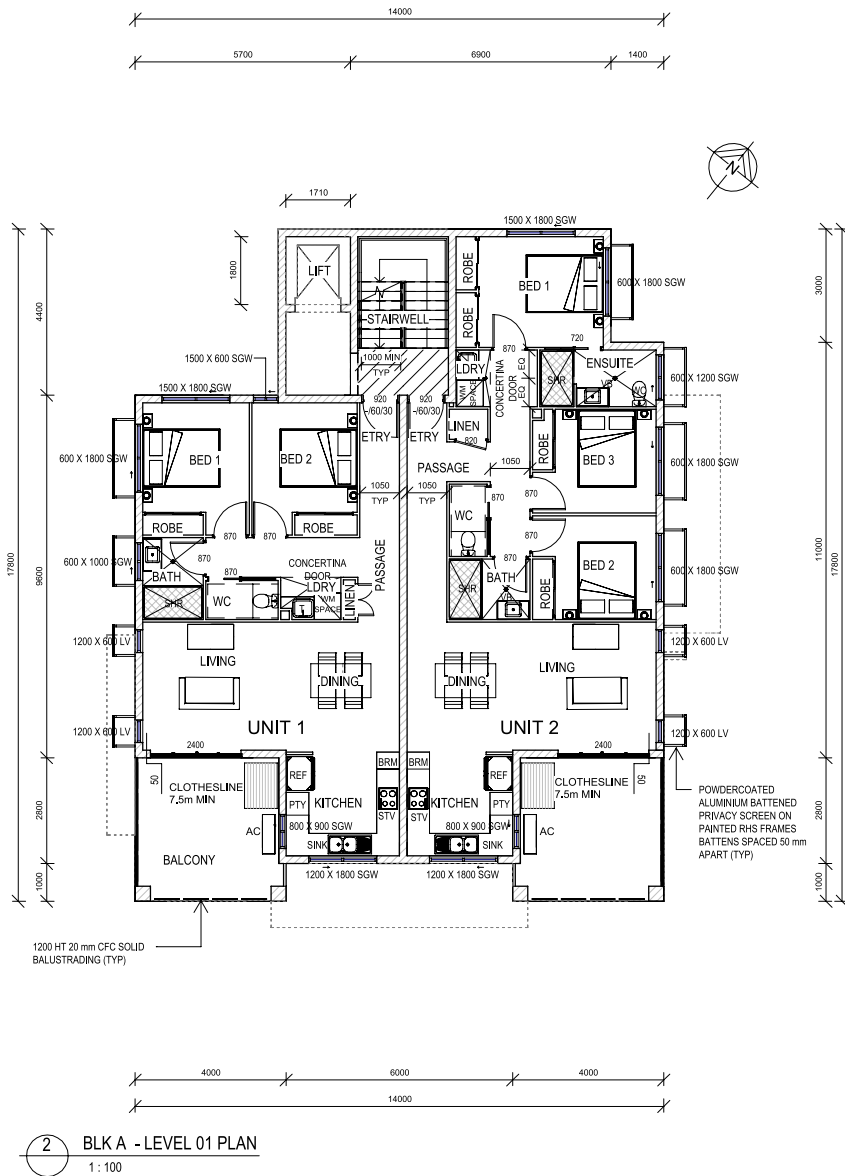 14000
5700
6900
1400
N
1710
1500 X 1800 SGW
1800
LIFT
ROBE
BED 1
600 X 1800 SGW
3000
4400
N
STAIRWELL
ROBE
1500 X 600 SGW
1000 MIN
TYP
870
720
LDRY
WM
SPACE
CONCERTINA
DOOR
EQ
EQ
ENSUITE
SHR
VR
WC
600 X 1200 SGW
1500 X 1800 SGW
920
-/60/30
920
-/60/30
ETRY
ETRY
LINEN
820
600 X 1800 SGW
BED 1
BED 2
PASSAGE
1050
ROBE
BED 3
600 X 1800 SGW
1050
TYP
1050
TYP
870
870
17800
9600
11000
17800
ROBE
870
870
ROBE
WC
600 X 1000 SGW
BATH
870
870
CONCERTINA
DOOR
LDRY
WM
SPACE
T
PASSAGE
LINEN
870
BATH
VR
BED 2
600 X 1800 SGW
SHR
WC
SHR
ROBE
1200 X 600 LV
LIVING
DINING
DINING
LIVING
1200 X 600 LV
1200 X 600 LV
UNIT 1
UNIT 2
1200 X 600 LV
2400
2400
50
CLOTHESLINE
7.5m MIN
REF
BRM
BRM
REF
CLOTHESLINE
7.5m MIN
50
2800
PTY
KITCHEN
STV
STV
KITCHEN
PTY
2800
AC
800 X 900 SGW
800 X 900 SGW
AC
SINK
SINK
BALCONY
1200 X 1800 SGW
1200 X 1800 SGW
1000
1000
POWDERCOATED
ALUMINIUM BATTENED
PRIVACY SCREEN ON
PAINTED RHS FRAMES
BATTENS SPACED 50 mm
APART (TYP)
1200 HT 20 mm CFC SOLID
BALUSTRADING (TYP)
4000
6000
4000
14000
2
BLK A - LEVEL 01 PLAN
1 : 100